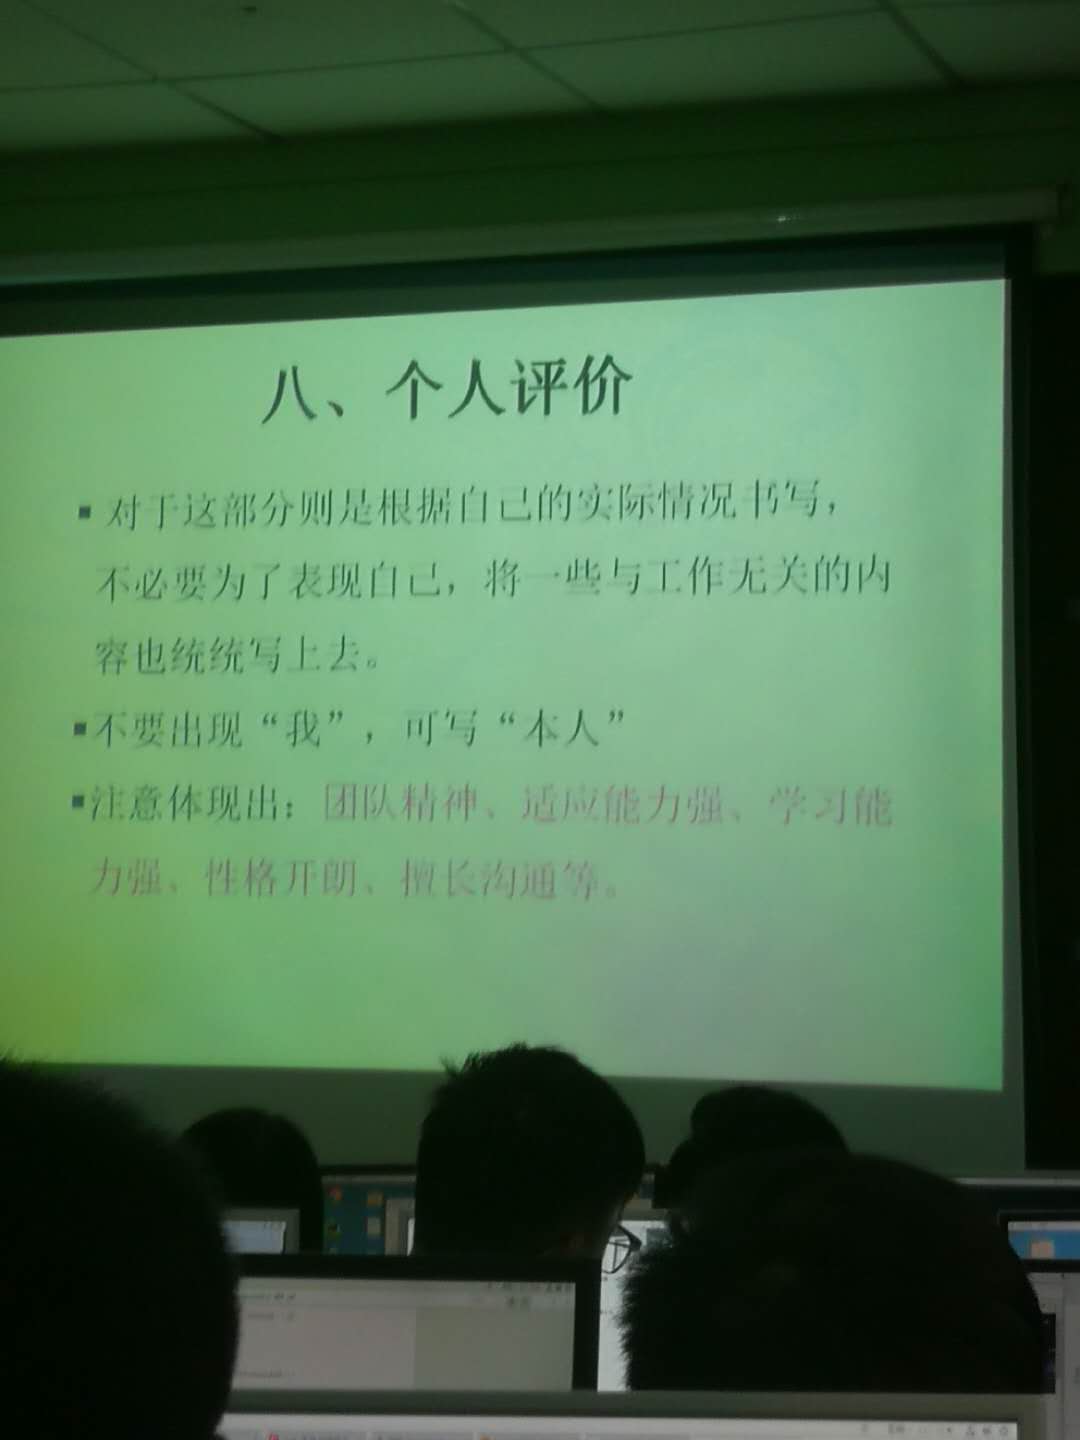 八、个人评价
▪ 对于这部分则是根据自己的实际情况书写，
不必要为了表现自己，将一些与工作无关的内
容也统统写上去。
▪不要出现“我”，可写“本人”
▪注意体现出：团队精神、适应能力强、学习能
力强、性格开朗、擅长沟通等。